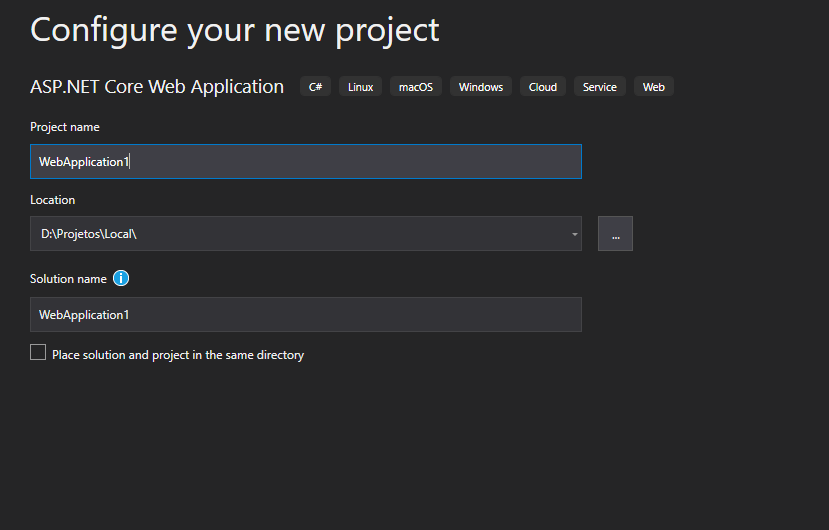 Configure your new project
ASP.NET Core Web Application C# Linux macOS Windows Cloud Service Web
Project name
WebApplication1
Location
D:\Projetos\Local\
...
Solution name i
WebApplication1
Place solution and project in the same directory